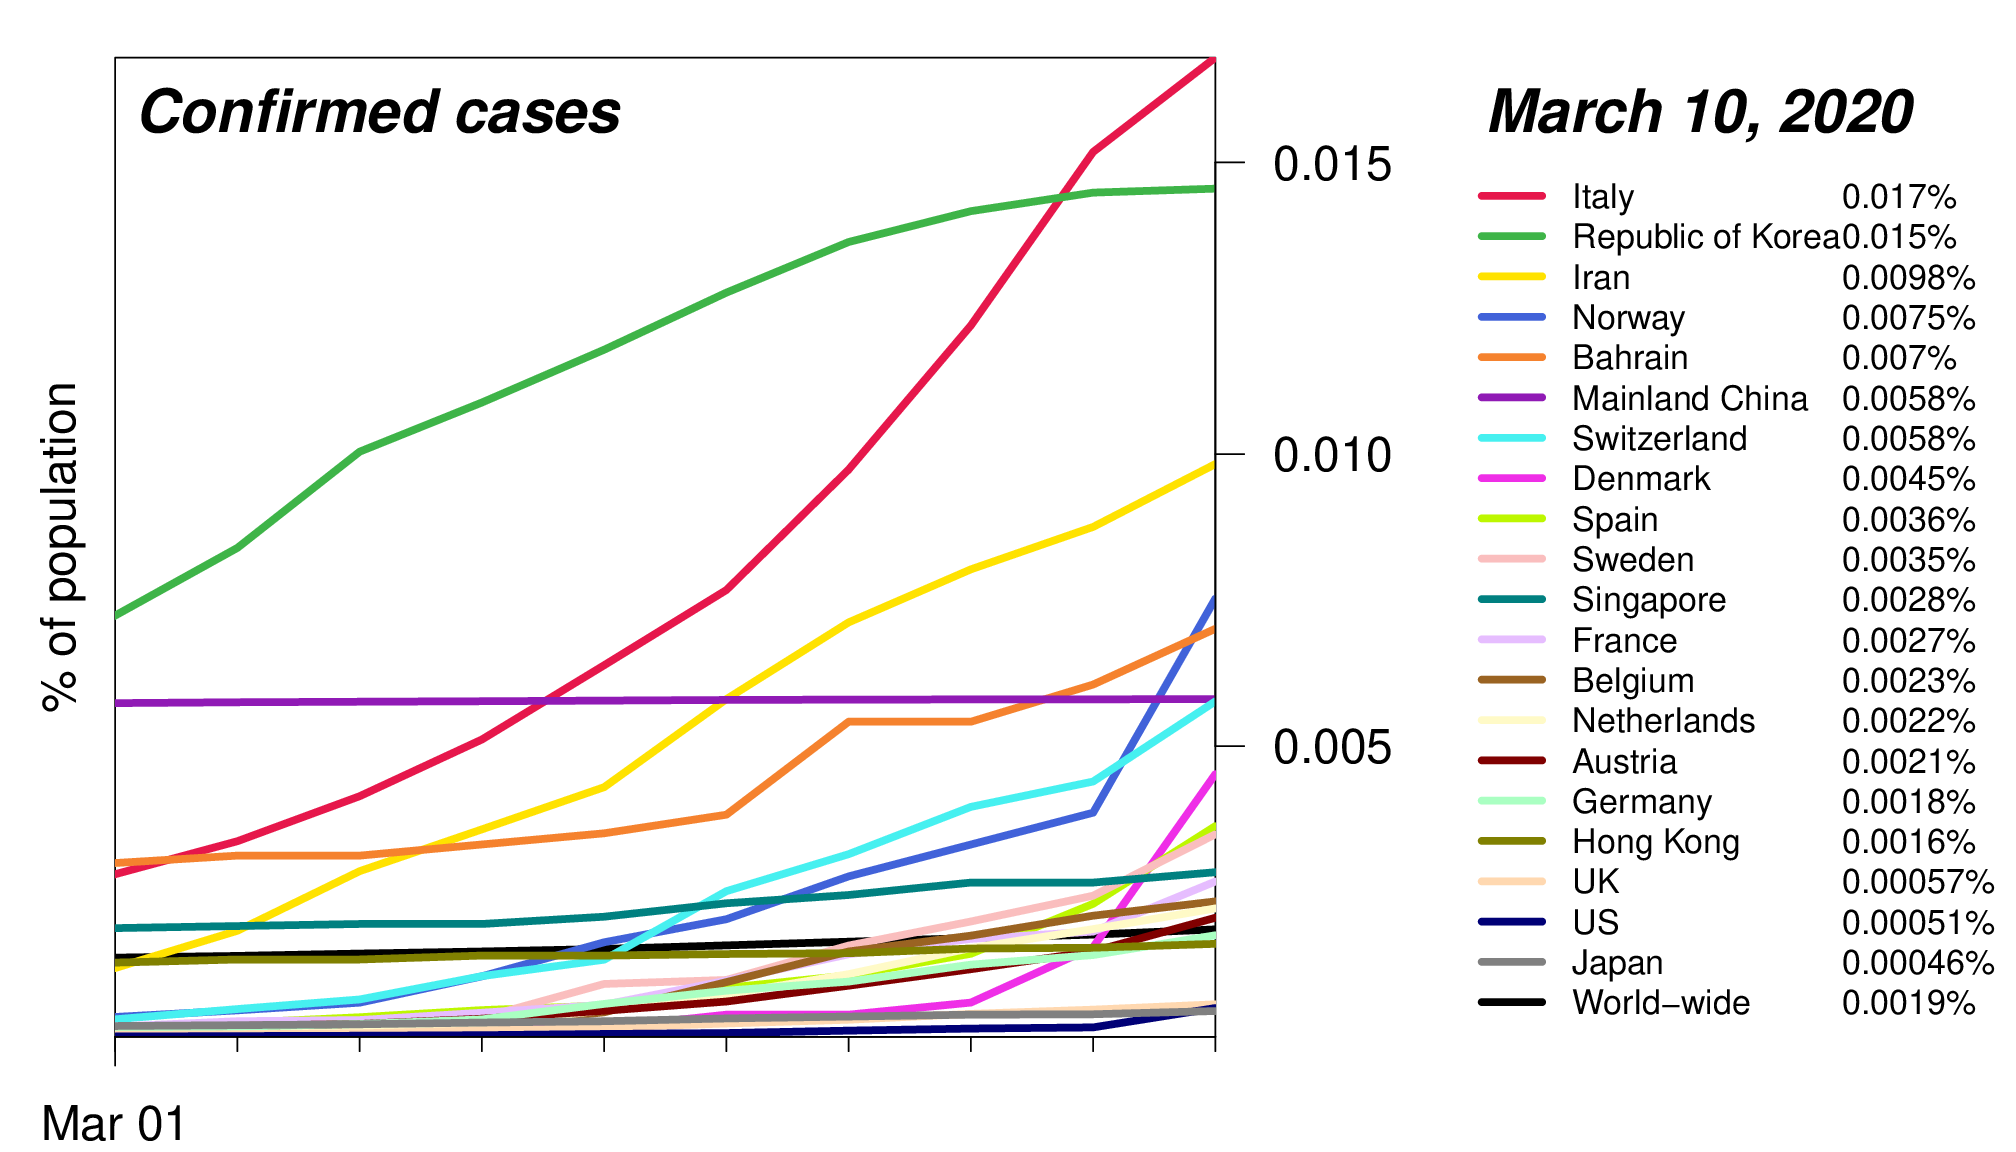 Confirmed cases
% of population
0.015
0.010
0.005
Mar 01
March 10, 2020
Italy 0.017%
Republic of Korea 0.015%
Iran 0.0098%
Norway 0.0075%
Bahrain 0.007%
Mainland China 0.0058%
Switzerland 0.0058%
Denmark 0.0045%
Spain 0.0036%
Sweden 0.0035%
Singapore 0.0028%
France 0.0027%
Belgium 0.0023%
Netherlands 0.0022%
Austria 0.0021%
Germany 0.0018%
Hong Kong 0.0016%
UK 0.00057%
US 0.00051%
Japan 0.00046%
World−wide 0.0019%